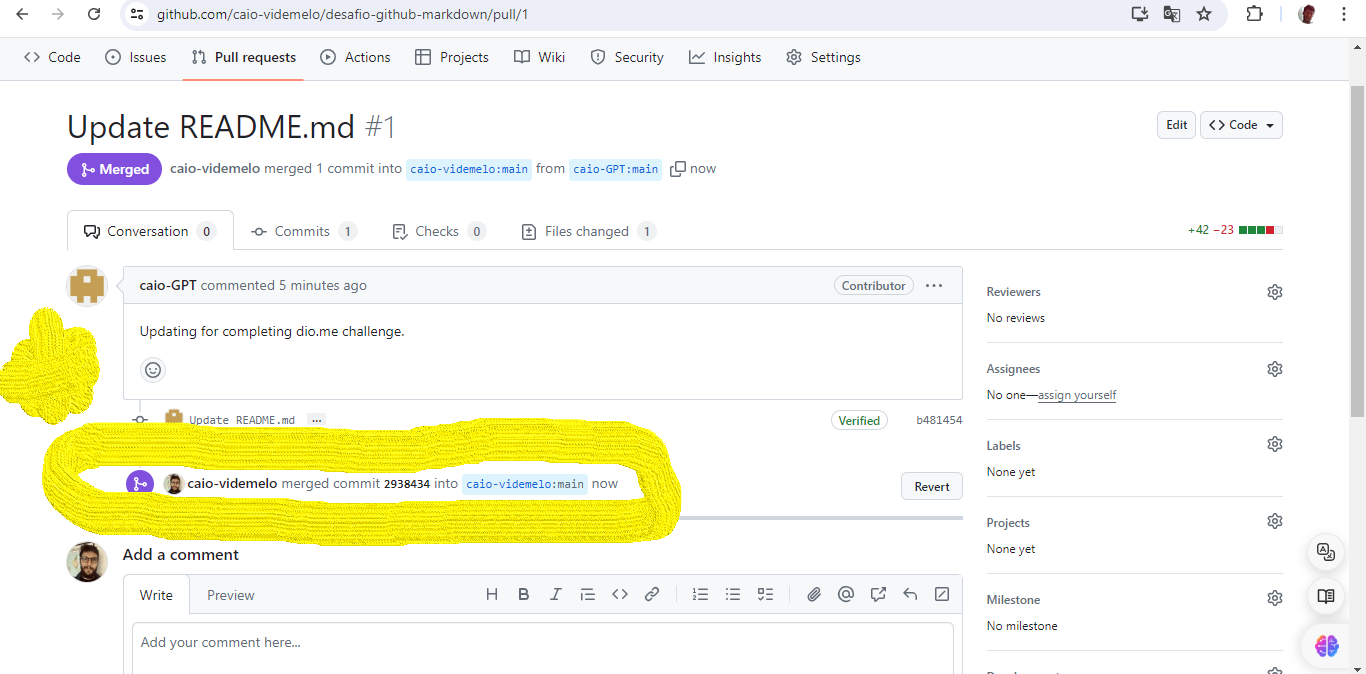 github.com/caio-videmelo/desafio-github-markdown/pull/1
Code Issues Pull requests Actions Projects Wiki Security Insights Settings
Update README.md #1
Edit Code
Merged caio-videmelo merged 1 commit into caio-videmelo:main from caio-GPT:main now
Conversation 0 Commits 1 Checks 0 Files changed 1
+42 −23
caio-GPT commented 5 minutes ago Contributor ...
Updating for completing dio.me challenge.
Update README.md ... Verified b481454
caio-videmelo merged commit 2938434 into caio-videmelo:main now Revert
Add a comment
Write Preview
Add your comment here...
Reviewers
No reviews
Assignees
No one—assign yourself
Labels
None yet
Projects
None yet
Milestone
No milestone